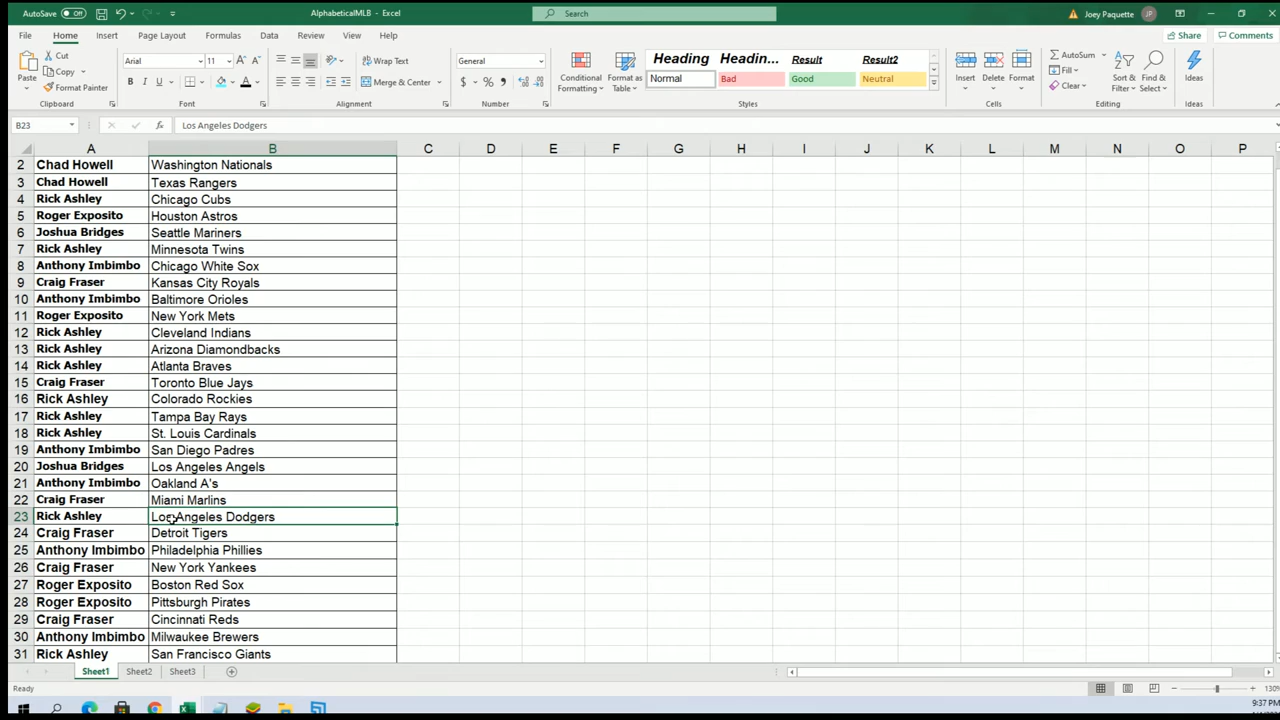 AutoSave Off AlphabeticalMLB - Excel Search Joey Paquette JP
File Home Insert Page Layout Formulas Data Review View Help Share Comments
Cut
Copy
Format Painter
Paste
Clipboard
Arial 11
B I U
Font
Wrap Text
Merge & Center
Alignment
General
$ % 9
Number
Conditional Formatting
Format as Table
Heading Headin... Result Result2
Normal Bad Good Neutral
Styles
Insert Delete Format
Cells
AutoSum
Fill
Clear
Sort & Filter
Find & Select
Editing
Ideas
Ideas
B23 fx Los Angeles Dodgers
A B C D E F G H I J K L M N O P
2 Chad Howell Washington Nationals
3 Chad Howell Texas Rangers
4 Rick Ashley Chicago Cubs
5 Roger Exposito Houston Astros
6 Joshua Bridges Seattle Mariners
7 Rick Ashley Minnesota Twins
8 Anthony Imbimbo Chicago White Sox
9 Craig Fraser Kansas City Royals
10 Anthony Imbimbo Baltimore Orioles
11 Roger Exposito New York Mets
12 Rick Ashley Cleveland Indians
13 Rick Ashley Arizona Diamondbacks
14 Rick Ashley Atlanta Braves
15 Craig Fraser Toronto Blue Jays
16 Rick Ashley Colorado Rockies
17 Rick Ashley Tampa Bay Rays
18 Rick Ashley St. Louis Cardinals
19 Anthony Imbimbo San Diego Padres
20 Joshua Bridges Los Angeles Angels
21 Anthony Imbimbo Oakland A's
22 Craig Fraser Miami Marlins
23 Rick Ashley Los Angeles Dodgers
24 Craig Fraser Detroit Tigers
25 Anthony Imbimbo Philadelphia Phillies
26 Craig Fraser New York Yankees
27 Roger Exposito Boston Red Sox
28 Roger Exposito Pittsburgh Pirates
29 Craig Fraser Cincinnati Reds
30 Anthony Imbimbo Milwaukee Brewers
31 Rick Ashley San Francisco Giants
Sheet1 Sheet2 Sheet3
Ready 130%
9:37 PM